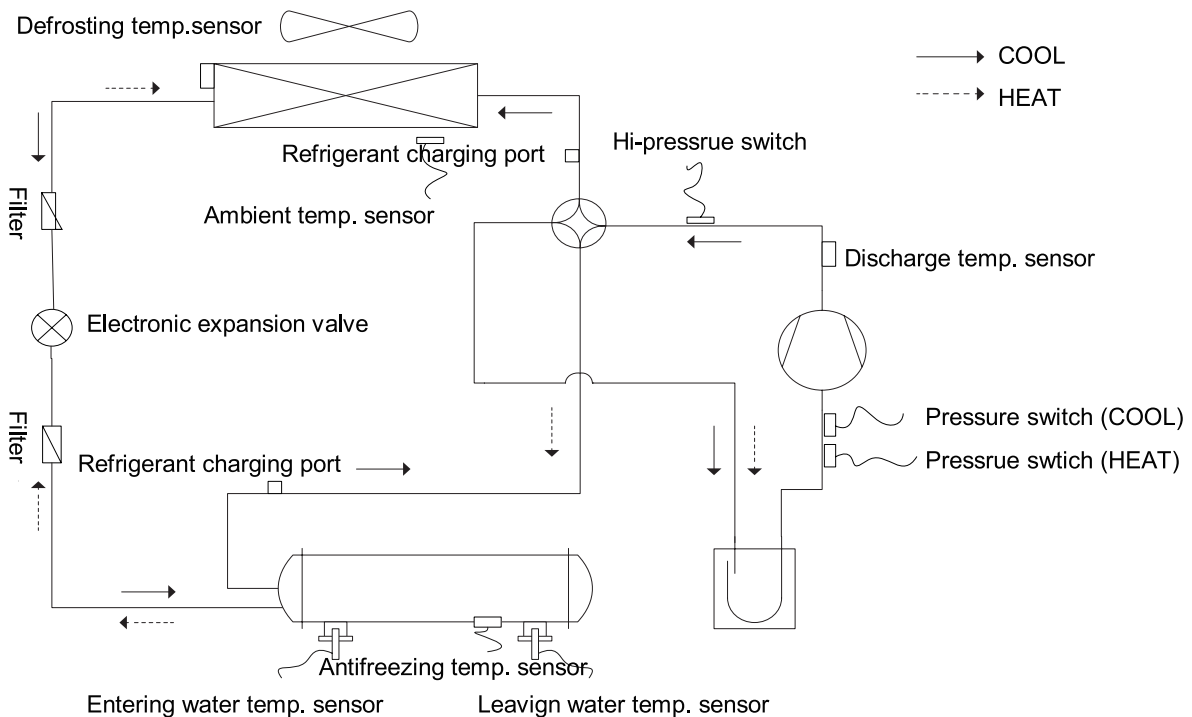 Defrosting temp.sensor
COOL
HEAT
Refrigerant charging port
Hi-pressrue switch
Filter
Ambient temp. sensor
Discharge temp. sensor
Electronic expansion valve
Filter
Pressure switch (COOL)
Refrigerant charging port
Pressrue swtich (HEAT)
Antifreezing temp. sensor
Entering water temp. sensor
Leavign water temp. sensor